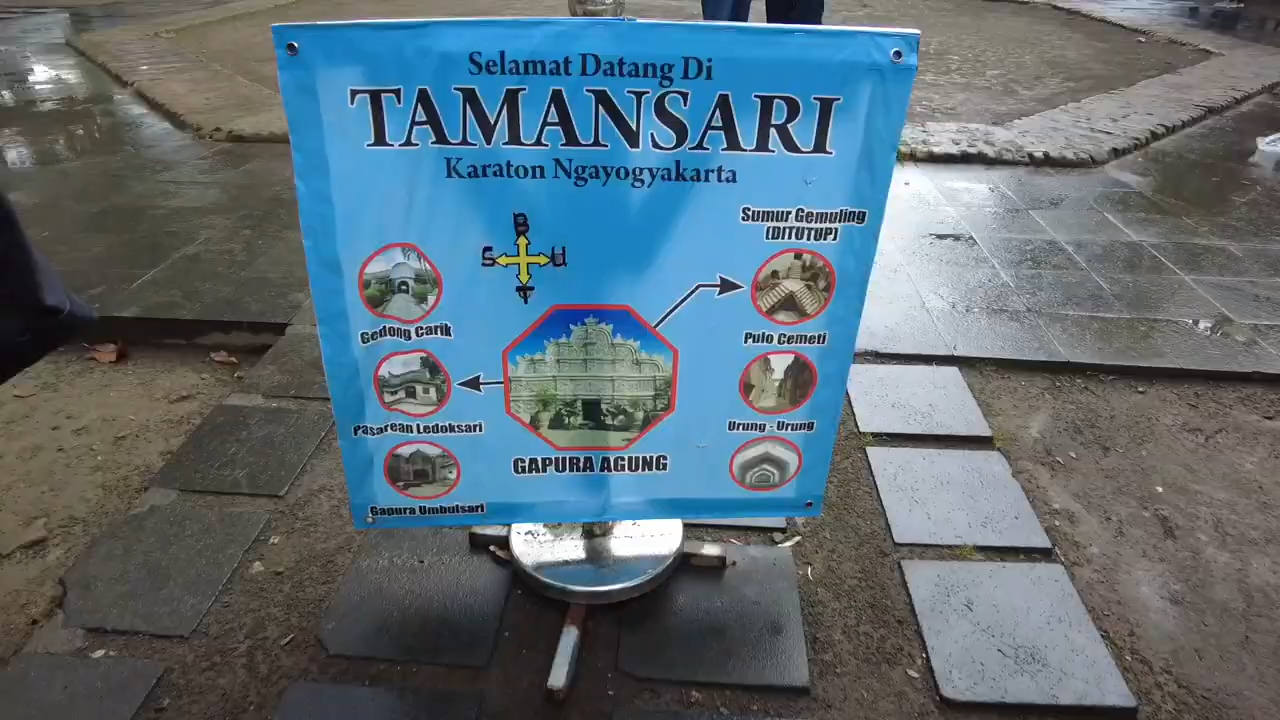 Selamat Datang Di
TAMANSARI
Karaton Ngayogyakarta
B
S U
T
Gedong Carik
Pasarean Ledoksari
Gapura Umbulsari
GAPURA AGUNG
Sumur Gemuling
(DITUTUP)
Pulo Cemeti
Urung - Urung